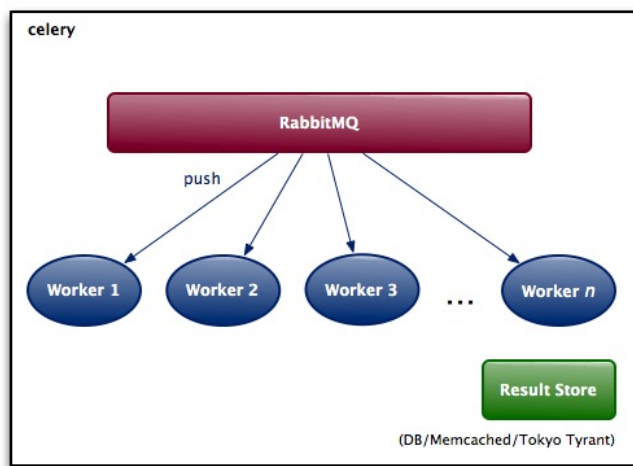 celery
RabbitMQ
push
Worker 1
Worker 2
Worker 3
...
Worker n
Result Store
(DB/Memcached/Tokyo Tyrant)